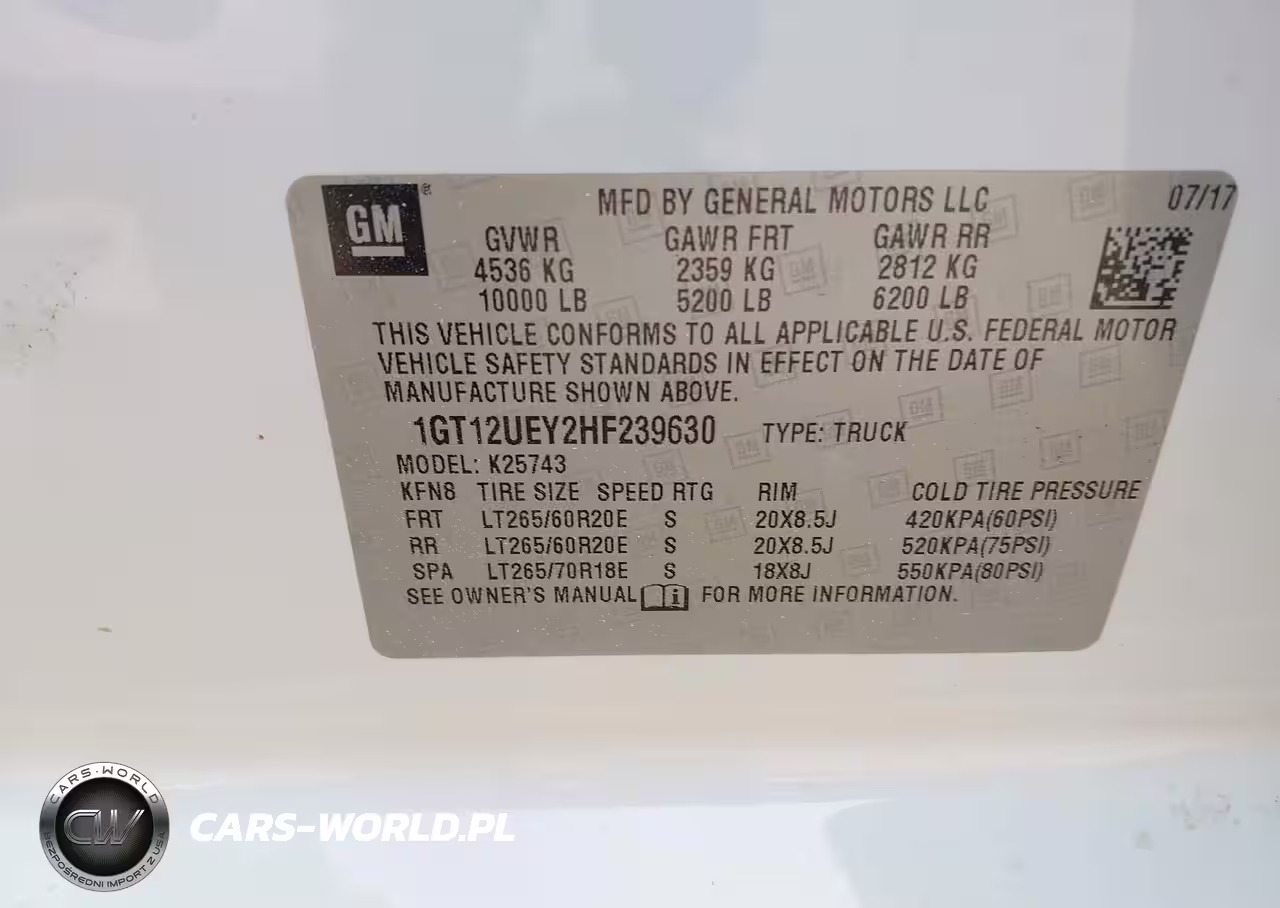 GM®
MFD BY GENERAL MOTORS LLC 07/17
GVWR GAWR FRT GAWR RR
4536 KG 2359 KG 2812 KG
10000 LB 5200 LB 6200 LB
THIS VEHICLE CONFORMS TO ALL APPLICABLE U.S. FEDERAL MOTOR
VEHICLE SAFETY STANDARDS IN EFFECT ON THE DATE OF
MANUFACTURE SHOWN ABOVE.
1GT12UEY2HF239630 TYPE: TRUCK
MODEL: K25743
KFN8 TIRE SIZE SPEED RTG RIM COLD TIRE PRESSURE
FRT LT265/60R20E S 20X8.5J 420KPA(60PSI)
RR LT265/60R20E S 20X8.5J 520KPA(75PSI)
SPA LT265/70R18E S 18X8J 550KPA(80PSI)
SEE OWNER'S MANUAL i FOR MORE INFORMATION.
CARS-WORLD
CW
BEZPOŚREDNI IMPORT Z USA
CARS-WORLD.PL